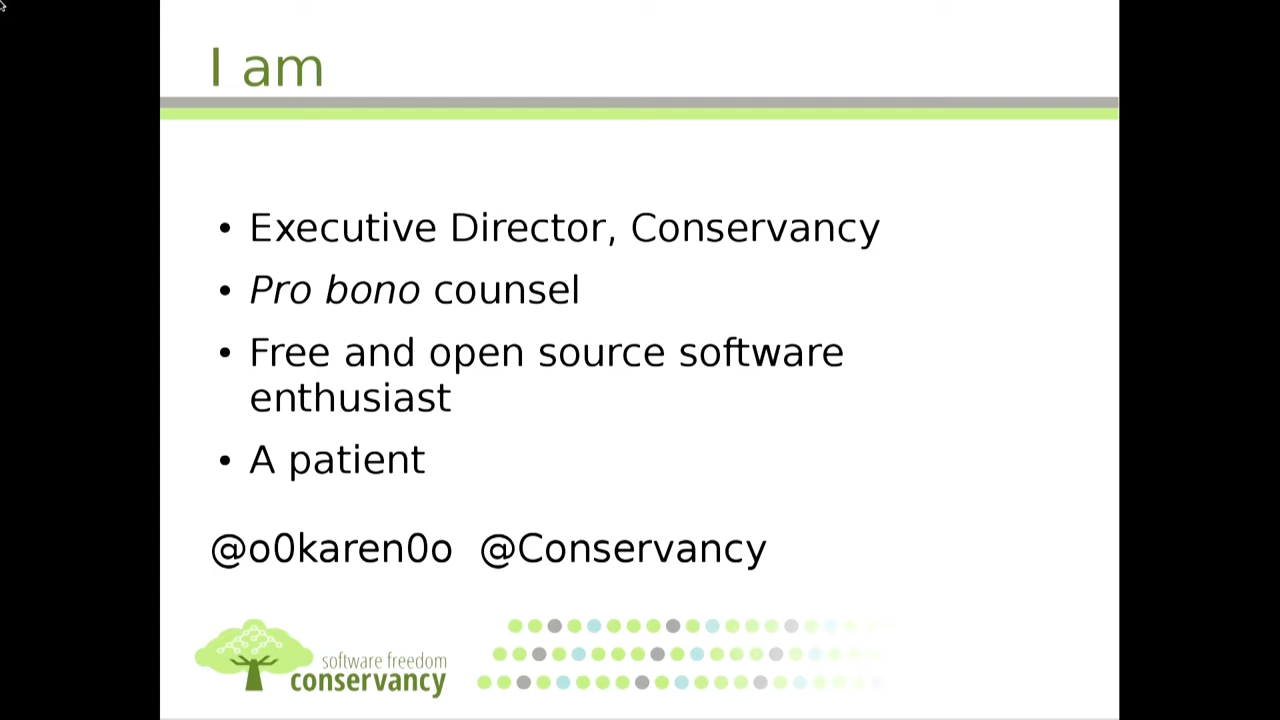 I am
• Executive Director, Conservancy
• Pro bono counsel
• Free and open source software
enthusiast
• A patient
@o0karen0o @Conservancy
software freedom
conservancy